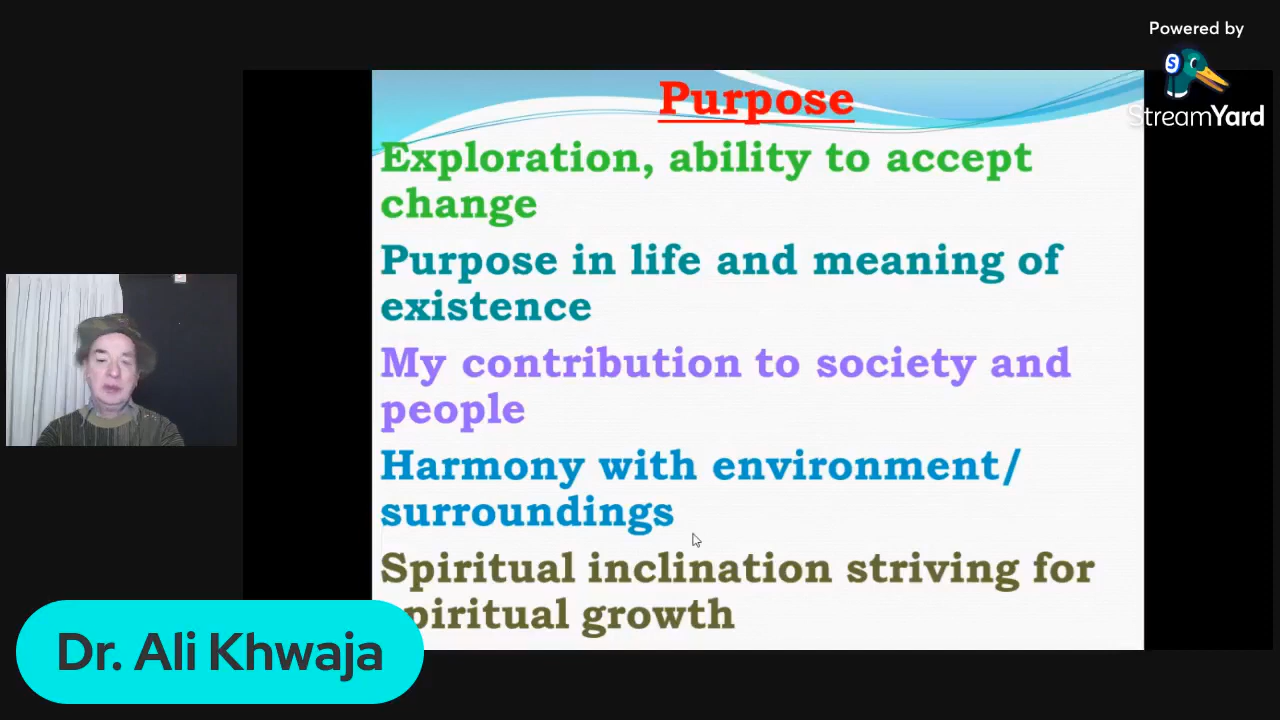 Powered by
StreamYard
Purpose
Exploration, ability to accept
change
Purpose in life and meaning of
existence
My contribution to society and
people
Harmony with environment/
surroundings
Spiritual inclination striving for
piritual growth
Dr. Ali Khwaja